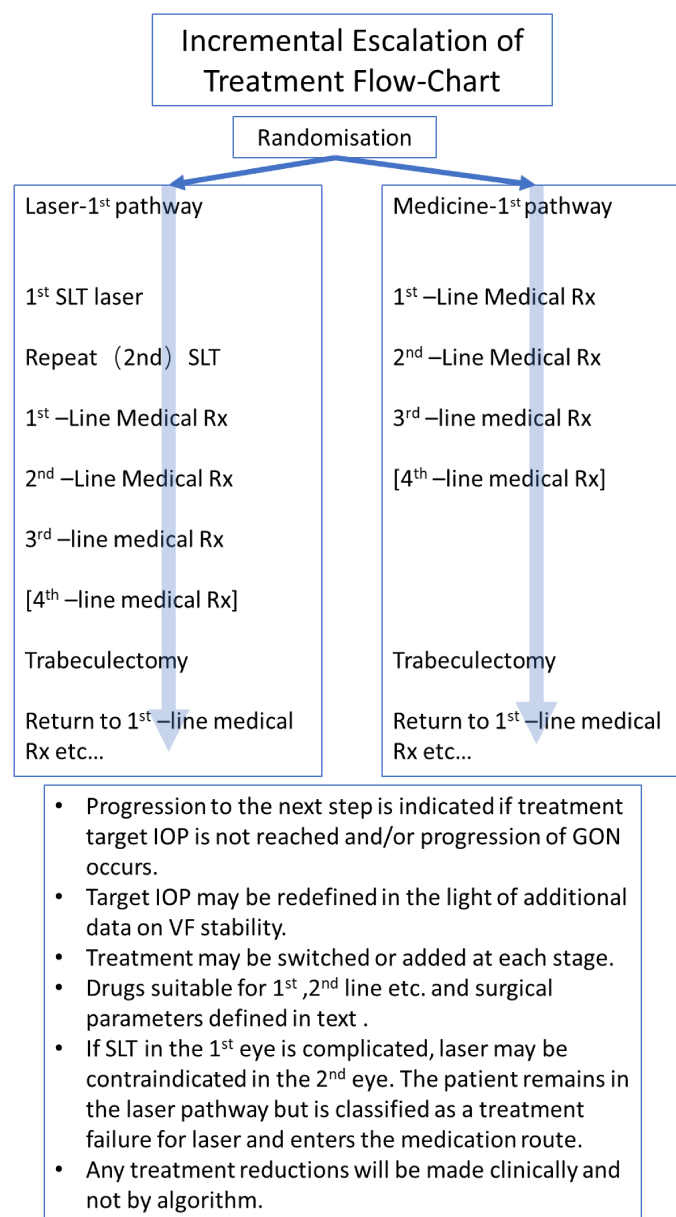 Incremental Escalation of
Treatment Flow-Chart
Randomisation
Laser-1st pathway
1st SLT laser
Repeat（2nd）SLT
1st –Line Medical Rx
2nd –Line Medical Rx
3rd –line medical Rx
[4th –line medical Rx]
Trabeculectomy
Return to 1st –line medical
Rx etc…
Medicine-1st pathway
1st –Line Medical Rx
2nd –Line Medical Rx
3rd –line medical Rx
[4th –line medical Rx]
Trabeculectomy
Return to 1st –line medical
Rx etc…
• Progression to the next step is indicated if treatment
target IOP is not reached and/or progression of GON
occurs.
• Target IOP may be redefined in the light of additional
data on VF stability.
• Treatment may be switched or added at each stage.
• Drugs suitable for 1st ,2nd line etc. and surgical
parameters defined in text .
• If SLT in the 1st eye is complicated, laser may be
contraindicated in the 2nd eye. The patient remains in
the laser pathway but is classified as a treatment
failure for laser and enters the medication route.
• Any treatment reductions will be made clinically and
not by algorithm.